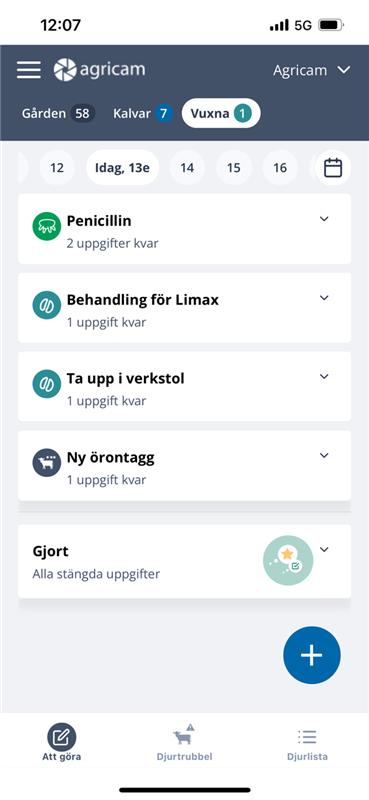 12:07
5G
agricam
Agricam
Gården 58 Kalvar 7 Vuxna 1
12 Idag, 13e 14 15 16
Penicillin
2 uppgifter kvar
Behandling för Limax
1 uppgift kvar
Ta upp i verkstol
1 uppgift kvar
Ny örontagg
1 uppgift kvar
Gjort
Alla stängda uppgifter
Att göra Djurtrubbel Djurlista